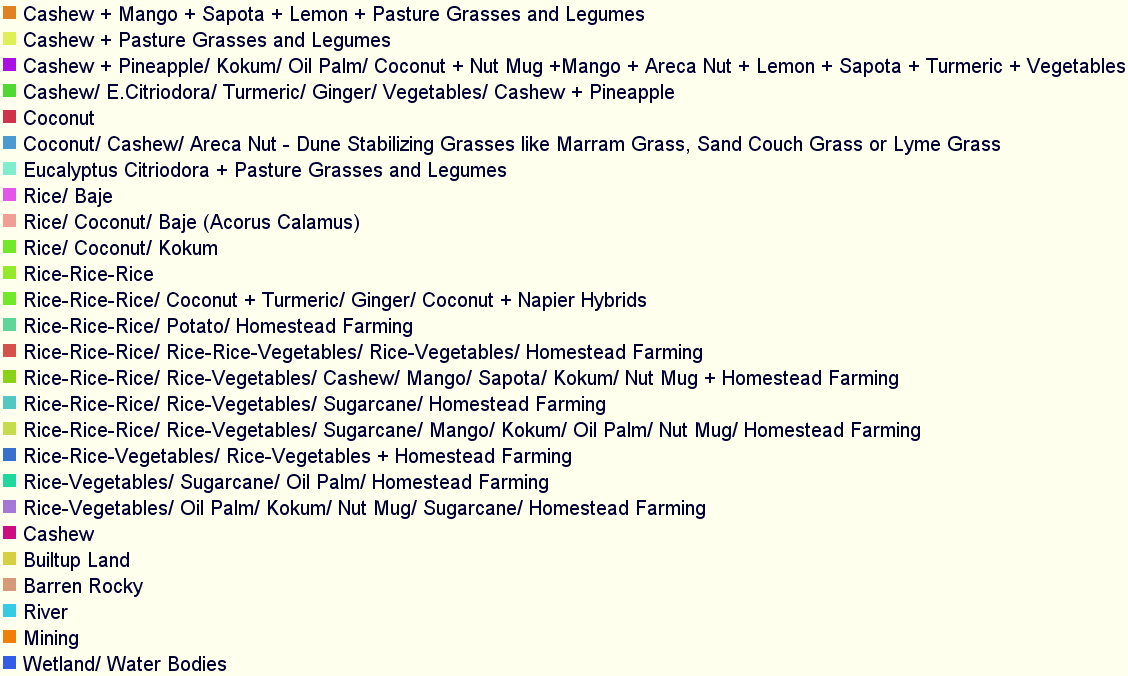 Cashew + Mango + Sapota + Lemon + Pasture Grasses and Legumes
Cashew + Pasture Grasses and Legumes
Cashew + Pineapple/ Kokum/ Oil Palm/ Coconut + Nut Mug +Mango + Areca Nut + Lemon + Sapota + Turmeric + Vegetables
Cashew/ E.Citriodora/ Turmeric/ Ginger/ Vegetables/ Cashew + Pineapple
Coconut
Coconut/ Cashew/ Areca Nut - Dune Stabilizing Grasses like Marram Grass, Sand Couch Grass or Lyme Grass
Eucalyptus Citriodora + Pasture Grasses and Legumes
Rice/ Baje
Rice/ Coconut/ Baje (Acorus Calamus)
Rice/ Coconut/ Kokum
Rice-Rice-Rice
Rice-Rice-Rice/ Coconut + Turmeric/ Ginger/ Coconut + Napier Hybrids
Rice-Rice-Rice/ Potato/ Homestead Farming
Rice-Rice-Rice/ Rice-Rice-Vegetables/ Rice-Vegetables/ Homestead Farming
Rice-Rice-Rice/ Rice-Vegetables/ Cashew/ Mango/ Sapota/ Kokum/ Nut Mug + Homestead Farming
Rice-Rice-Rice/ Rice-Vegetables/ Sugarcane/ Homestead Farming
Rice-Rice-Rice/ Rice-Vegetables/ Sugarcane/ Mango/ Kokum/ Oil Palm/ Nut Mug/ Homestead Farming
Rice-Rice-Vegetables/ Rice-Vegetables + Homestead Farming
Rice-Vegetables/ Sugarcane/ Oil Palm/ Homestead Farming
Rice-Vegetables/ Oil Palm/ Kokum/ Nut Mug/ Sugarcane/ Homestead Farming
Cashew
Builtup Land
Barren Rocky
River
Mining
Wetland/ Water Bodies